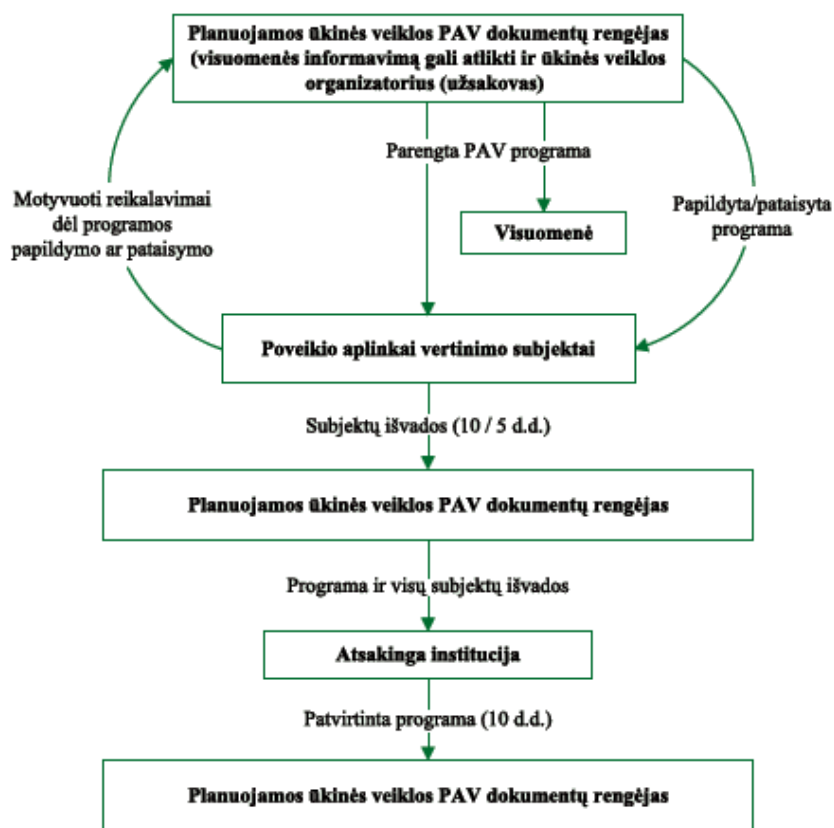 Planuojamos ūkinės veiklos PAV dokumentų rengėjas
(visuomenės informavimą gali atlikti ir ūkinės veiklos
organizatorius (užsakovas)
Parengta PAV programa
Motyvuoti reikalavimai
dėl programos
papildymo ar pataisymo
Papildyta/pataisyta
programa
Visuomenė
Poveikio aplinkai vertinimo subjektai
Subjektų išvados (10 / 5 d.d.)
Planuojamos ūkinės veiklos PAV dokumentų rengėjas
Programa ir visų subjektų išvados
Atsakinga institucija
Patvirtinta programa (10 d.d.)
Planuojamos ūkinės veiklos PAV dokumentų rengėjas